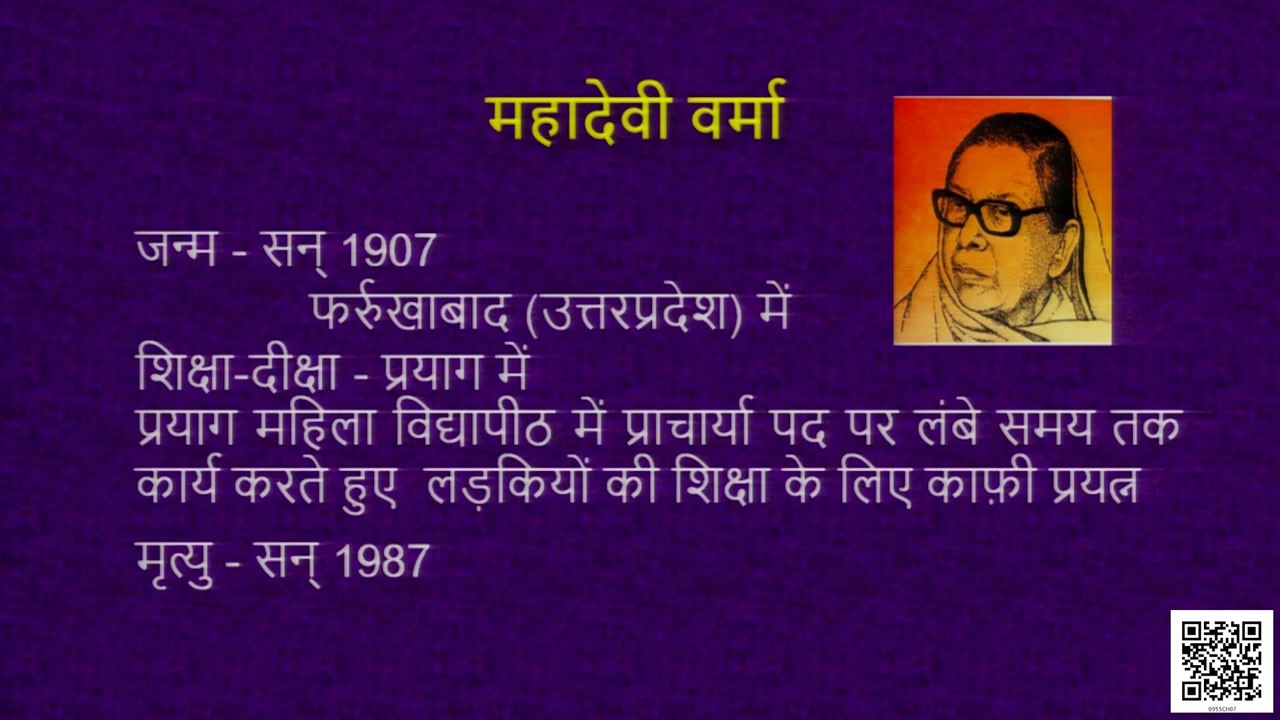 महादेवी वर्मा
जन्म - सन् 1907
फर्रुखाबाद (उत्तरप्रदेश) में
शिक्षा-दीक्षा - प्रयाग में
प्रयाग महिला विद्यापीठ में प्राचार्या पद पर लंबे समय तक
कार्य करते हुए लड़कियों की शिक्षा के लिए काफ़ी प्रयत्न
मृत्यु - सन् 1987
0955CH07